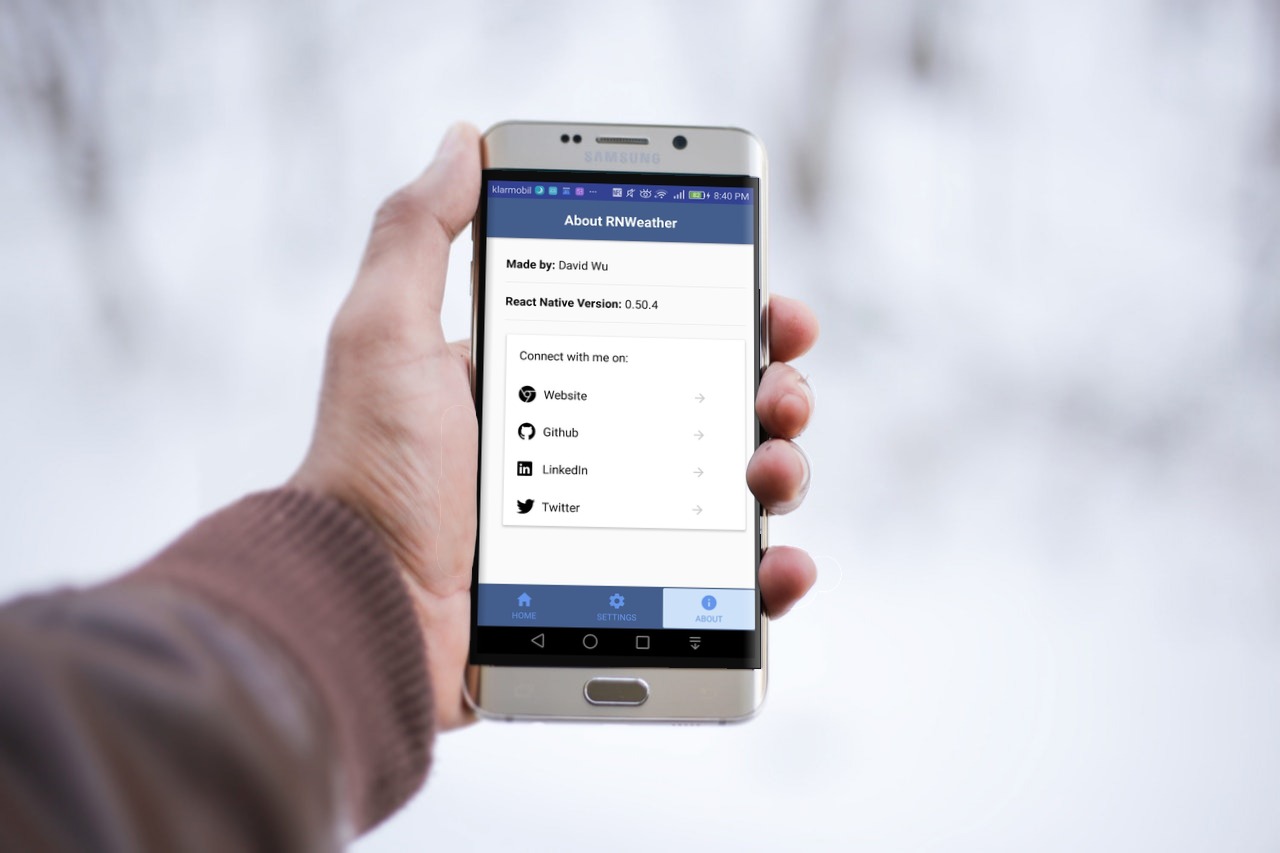 SAMSUNG
klarmobil 8:40 PM
About RNWeather
Made by: David Wu
React Native Version: 0.50.4
Connect with me on:
Website
Github
LinkedIn
Twitter
HOME SETTINGS ABOUT